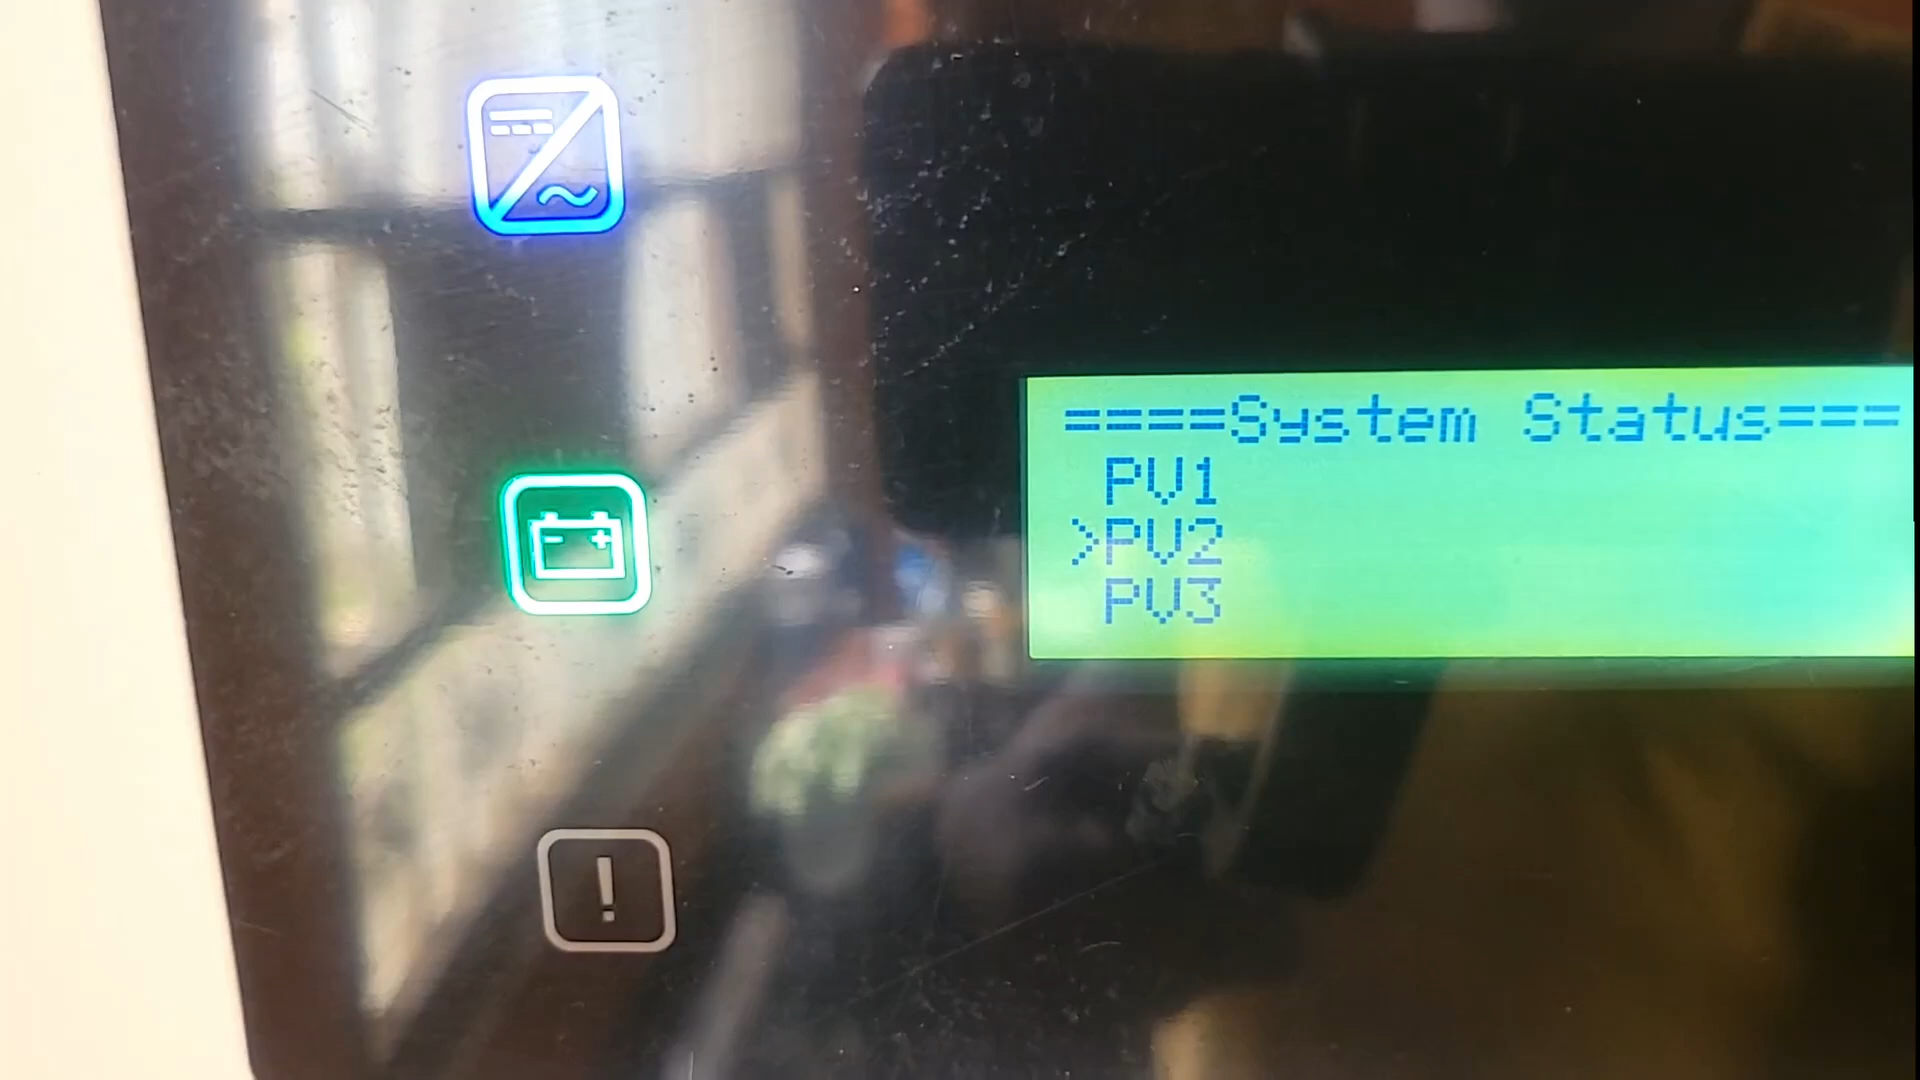 ====System Status===
PV1
>PV2
PV3